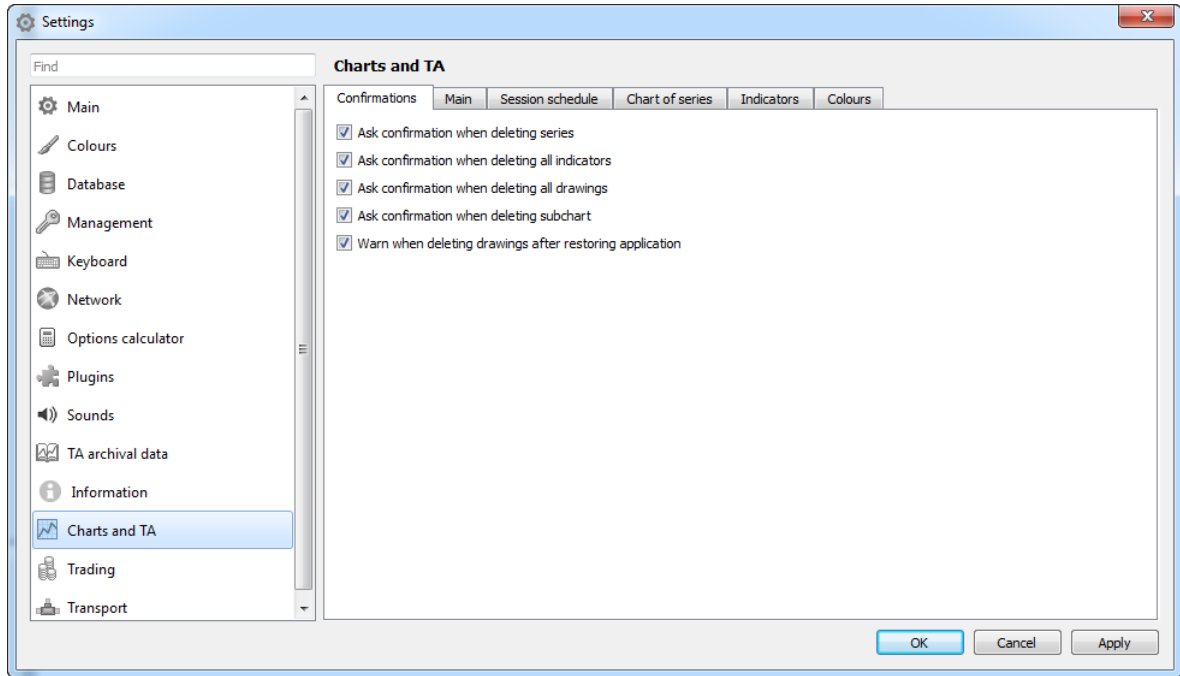 Settings
Find
Main
Colours
Database
Management
Keyboard
Network
Options calculator
Plugins
Sounds
TA archival data
Information
Charts and TA
Trading
Transport
Charts and TA
Confirmations Main Session schedule Chart of series Indicators Colours
Ask confirmation when deleting series
Ask confirmation when deleting all indicators
Ask confirmation when deleting all drawings
Ask confirmation when deleting subchart
Warn when deleting drawings after restoring application
OK Cancel Apply